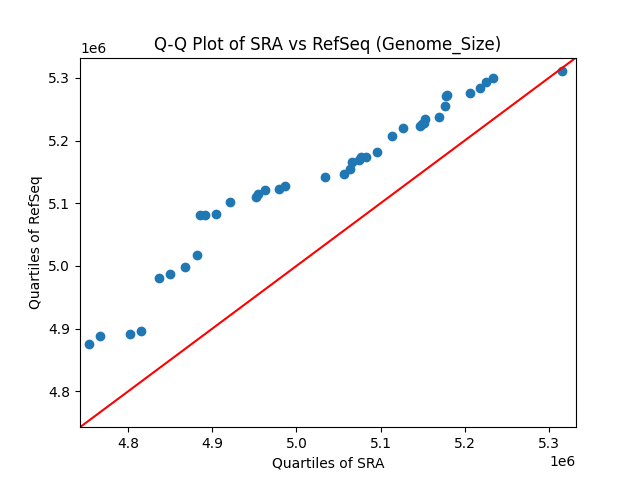 Q-Q Plot of SRA vs RefSeq (Genome_Size)
1e6
5.3
5.2
5.1
5.0
4.9
4.8
Quartiles of RefSeq
4.8 4.9 5.0 5.1 5.2 5.3
1e6
Quartiles of SRA